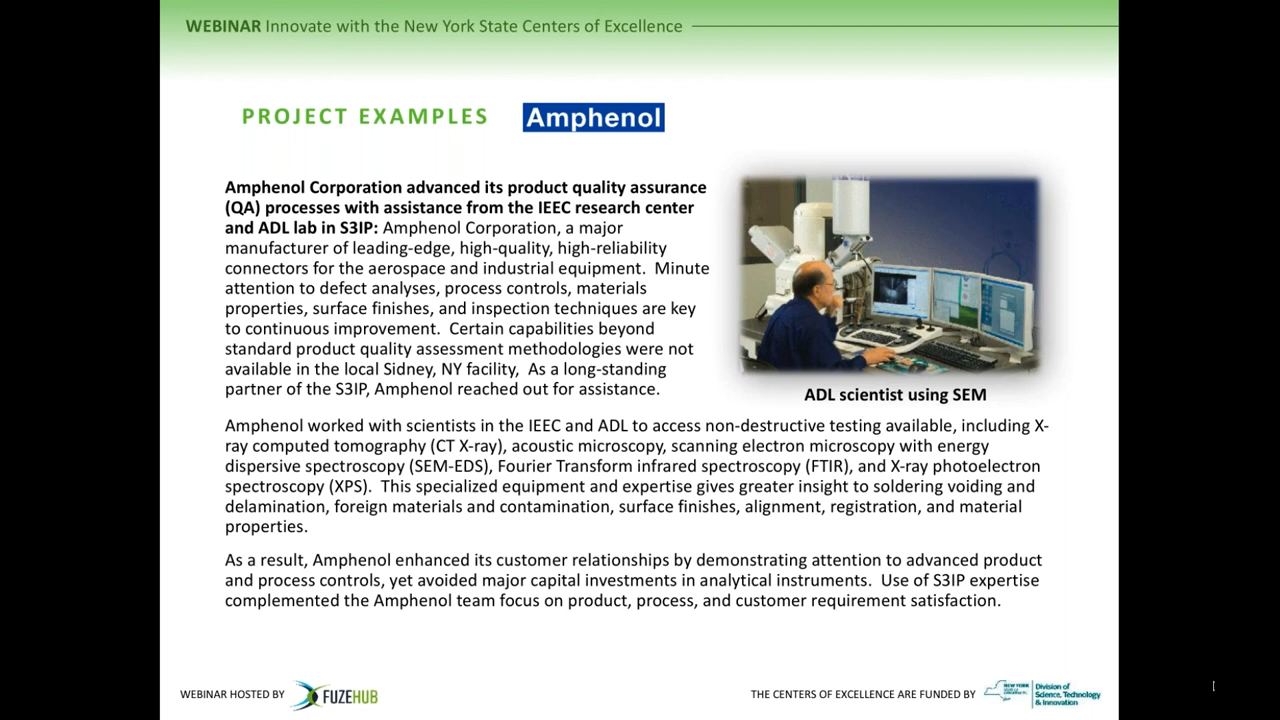 WEBINAR Innovate with the New York State Centers of Excellence
PROJECT EXAMPLES
Amphenol
Amphenol Corporation advanced its product quality assurance
(QA) processes with assistance from the IEEC research center
and ADL lab in S3IP: Amphenol Corporation, a major
manufacturer of leading-edge, high-quality, high-reliability
connectors for the aerospace and industrial equipment.  Minute
attention to defect analyses, process controls, materials
properties, surface finishes, and inspection techniques are key
to continuous improvement.  Certain capabilities beyond
standard product quality assessment methodologies were not
available in the local Sidney, NY facility,  As a long-standing
partner of the S3IP, Amphenol reached out for assistance.
ADL scientist using SEM
Amphenol worked with scientists in the IEEC and ADL to access non-destructive testing available, including X-
ray computed tomography (CT X-ray), acoustic microscopy, scanning electron microscopy with energy
dispersive spectroscopy (SEM-EDS), Fourier Transform infrared spectroscopy (FTIR), and X-ray photoelectron
spectroscopy (XPS).  This specialized equipment and expertise gives greater insight to soldering voiding and
delamination, foreign materials and contamination, surface finishes, alignment, registration, and material
properties.
As a result, Amphenol enhanced its customer relationships by demonstrating attention to advanced product
and process controls, yet avoided major capital investments in analytical instruments.  Use of S3IP expertise
complemented the Amphenol team focus on product, process, and customer requirement satisfaction.
WEBINAR HOSTED BY
FUZEHUB
THE CENTERS OF EXCELLENCE ARE FUNDED BY
NEW YORK
Division of
Science, Technology
& Innovation